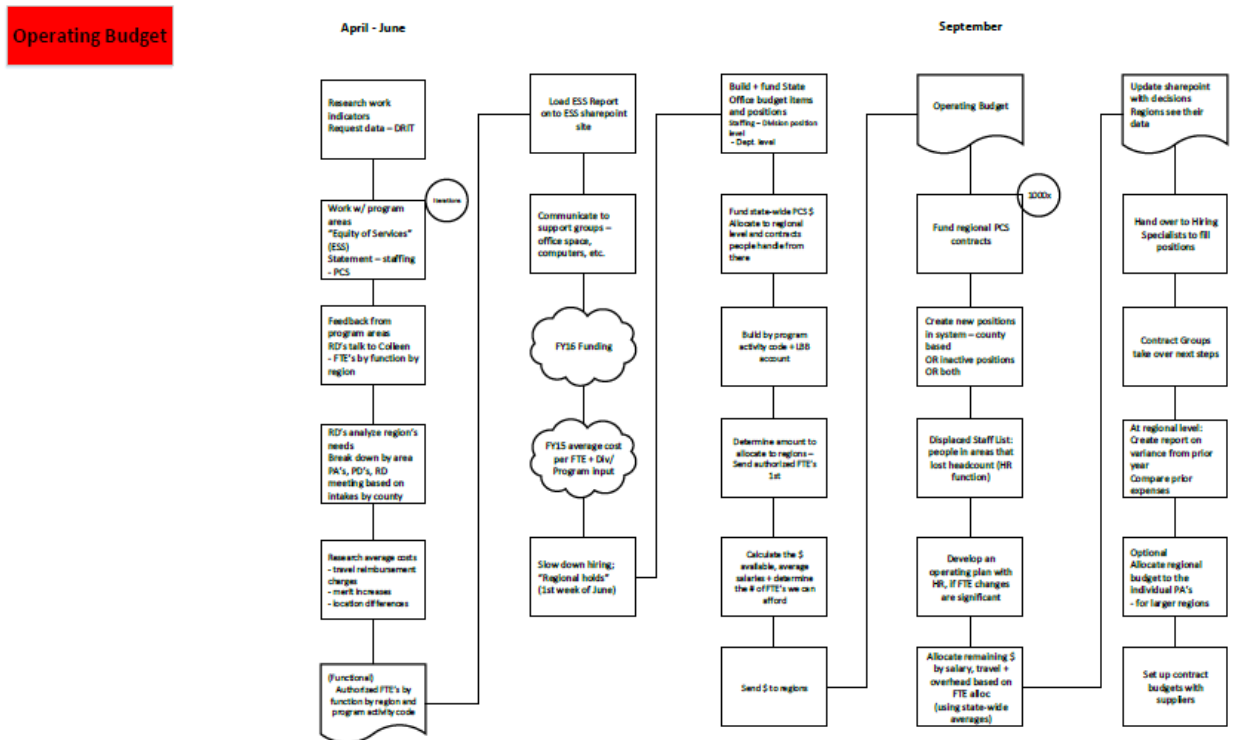 Operating Budget
April - June
September
Research work
indicators
Request data – DRIT
Work w/ program
areas
"Equity of Services"
(ESS)
Statement – staffing
- PCS
Iterations
Feedback from
program areas
RD's talk to Colleen
- FTE's by function by
region
RD's analyze region's
needs
Break down by area
PA's, PD's, RD
meeting based on
intakes by county
Research average costs
- travel reimbursement
charges
- merit increases
- location differences
(Functional)
Authorized FTE's by
function by region and
program activity code
Load ESS Report
onto ESS sharepoint
site
Communicate to
support groups –
office space,
computers, etc.
FY16 Funding
FY15 average cost
per FTE + Div/
Program input
Slow down hiring;
"Regional holds"
(1st week of June)
Build + fund State
Office budget items
and positions
Staffing – Division position
level
- Dept. level
Fund state-wide PCS $
Allocate to regional
level and contracts
people handle from
there
Build by program
activity code + LBB
account
Determine amount to
allocate to regions –
Send authorized FTE's
1st
Calculate the $
available, average
salaries + determine
the # of FTE's we can
afford
Send $ to regions
Operating Budget
1000x
Fund regional PCS
contracts
Create new positions
in system – county
based
OR inactive positions
OR both
Displaced Staff List:
people in areas that
lost headcount (HR
function)
Develop an
operating plan with
HR, if FTE changes
are significant
Allocate remaining $
by salary, travel +
overhead based on
FTE alloc
(using state-wide
averages)
Update sharepoint
with decisions
Regions see their
data
Hand over to Hiring
Specialists to fill
positions
Contract Groups
take over next steps
At regional level:
Create report on
variance from prior
year
Compare prior
expenses
Optional
Allocate regional
budget to the
individual PA's
- for larger regions
Set up contract
budgets with
suppliers